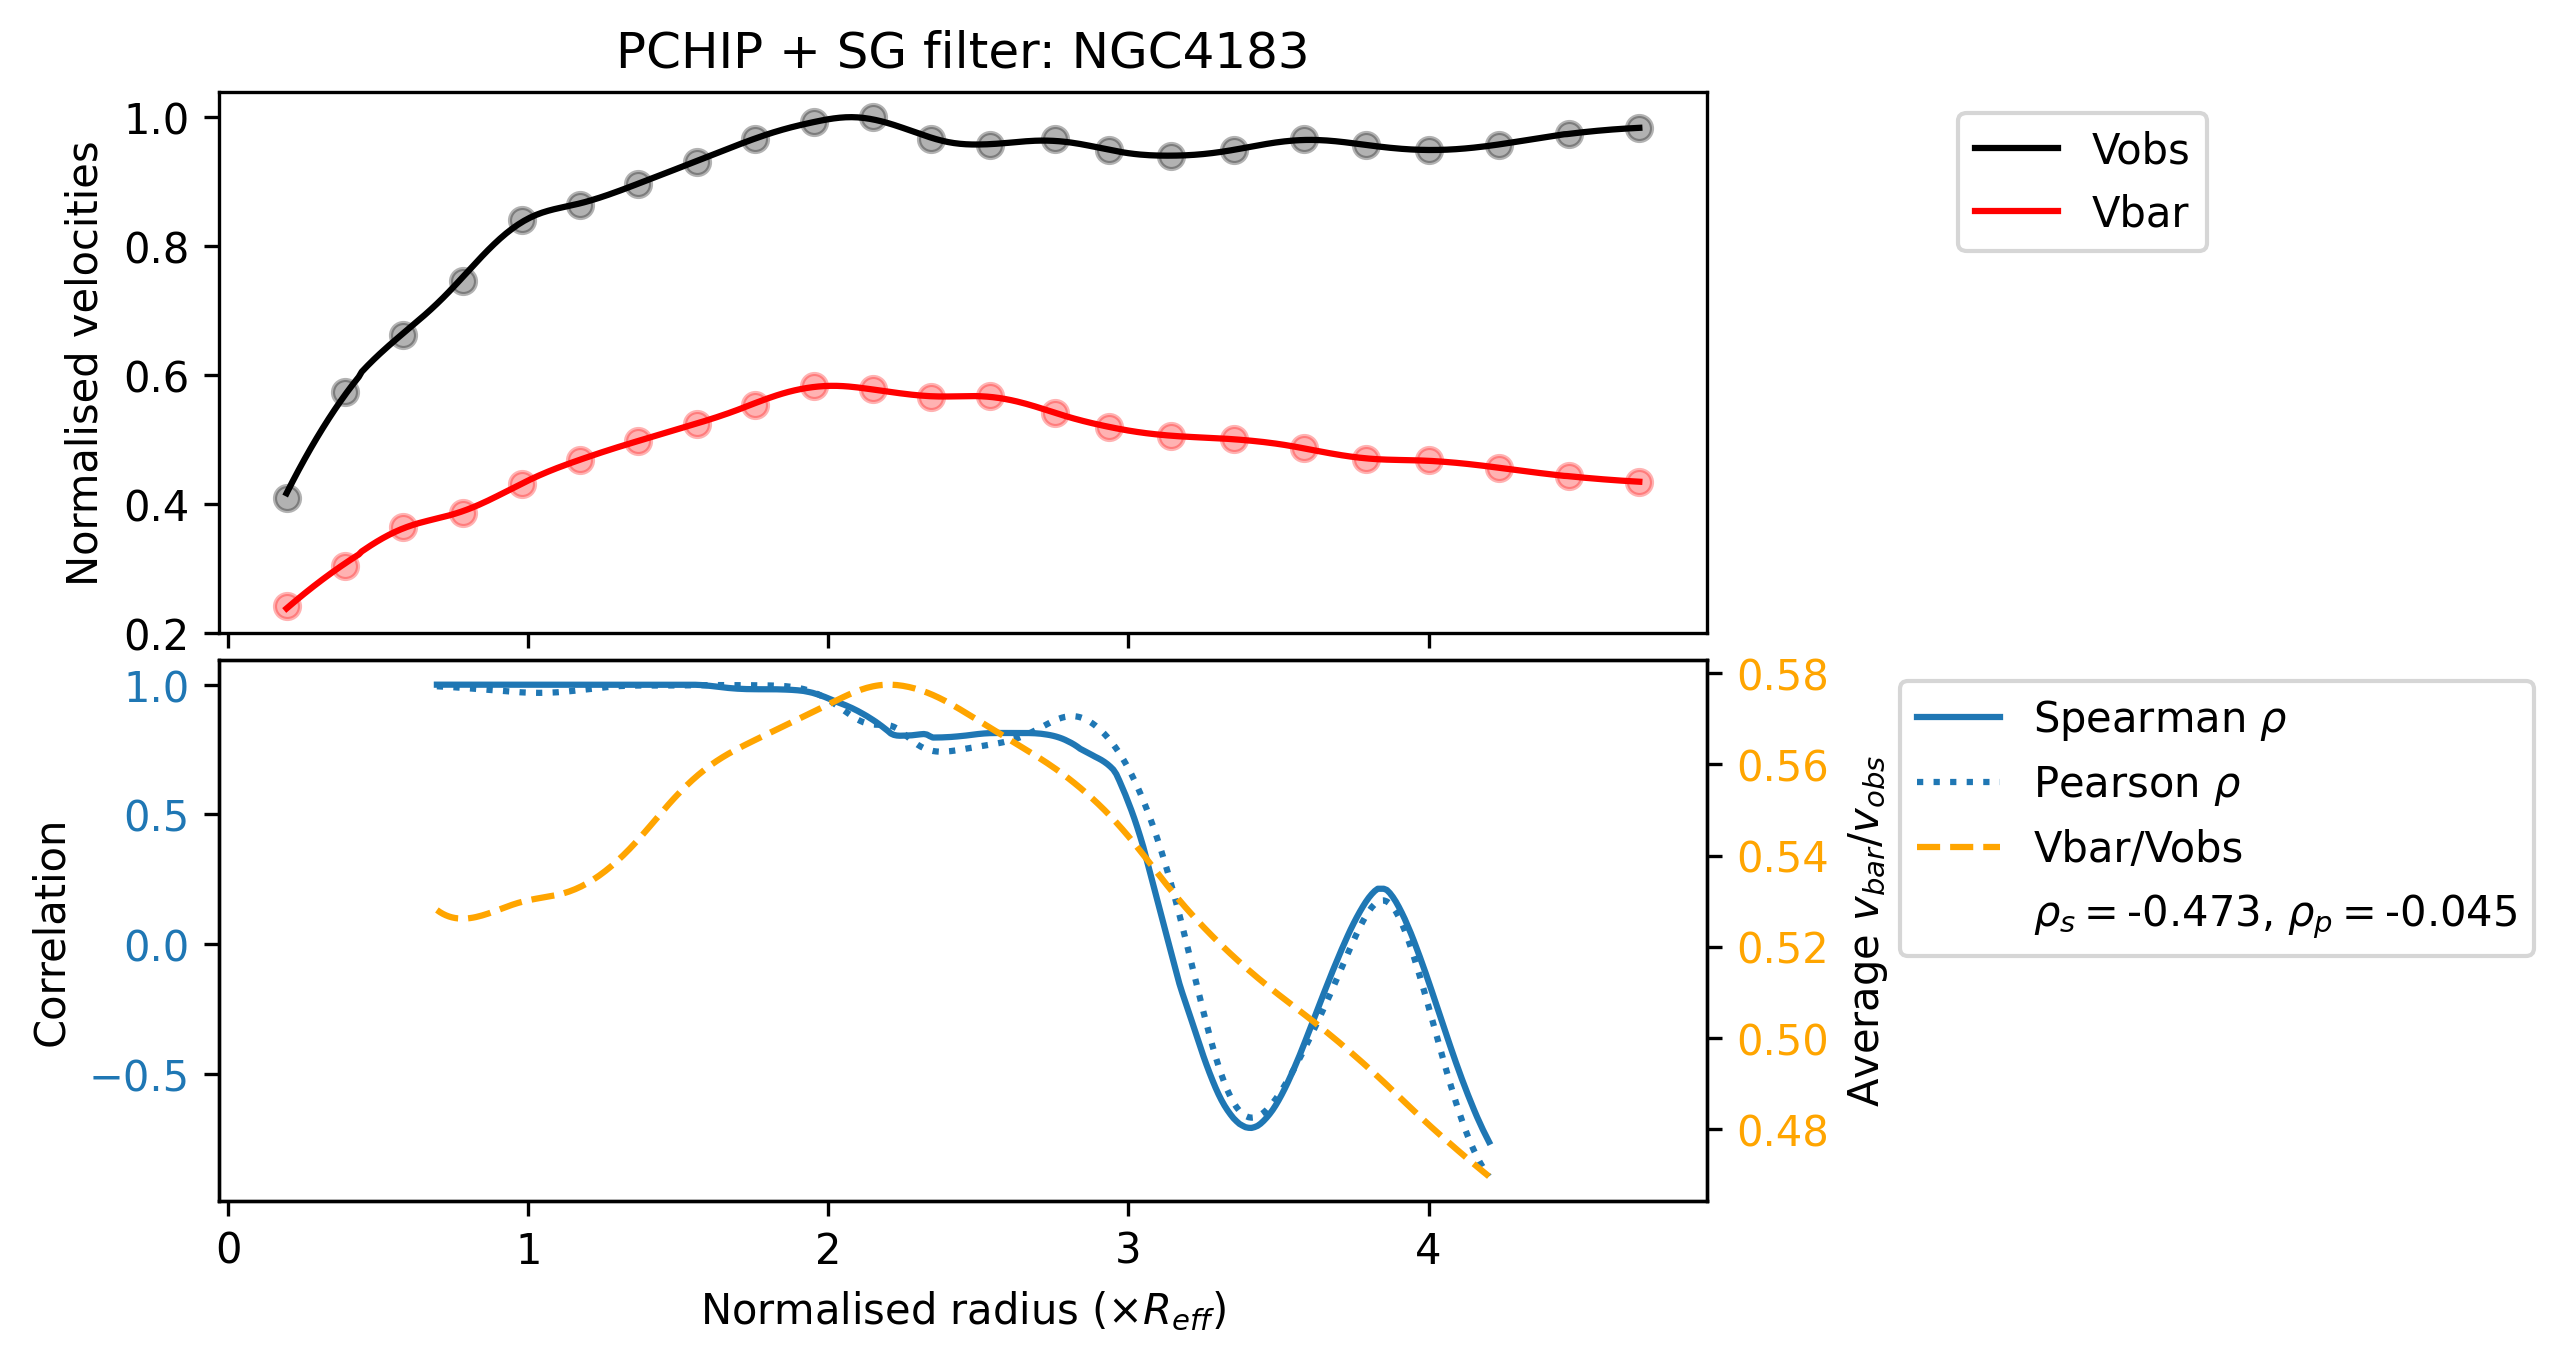 PCHIP + SG filter: NGC4183
Normalised velocities
1.0
0.8
0.6
0.4
0.2
Vobs
Vbar
Correlation
1.0
0.5
0.0
−0.5
0.58
0.56
0.54
0.52
0.50
0.48
Average v_bar/v_obs
Spearman ρ
Pearson ρ
Vbar/Vobs
ρ_s = -0.473, ρ_p = -0.045
0 1 2 3 4
Normalised radius (×R_eff)